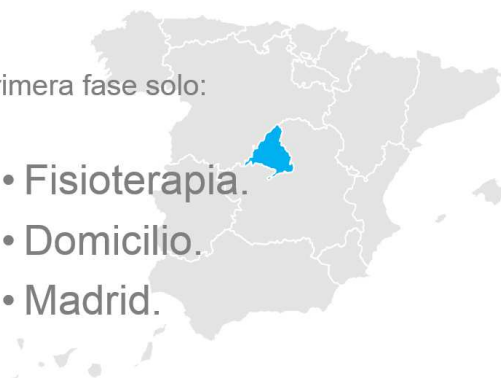 rimera fase solo:
• Fisioterapia.
• Domicilio.
• Madrid.